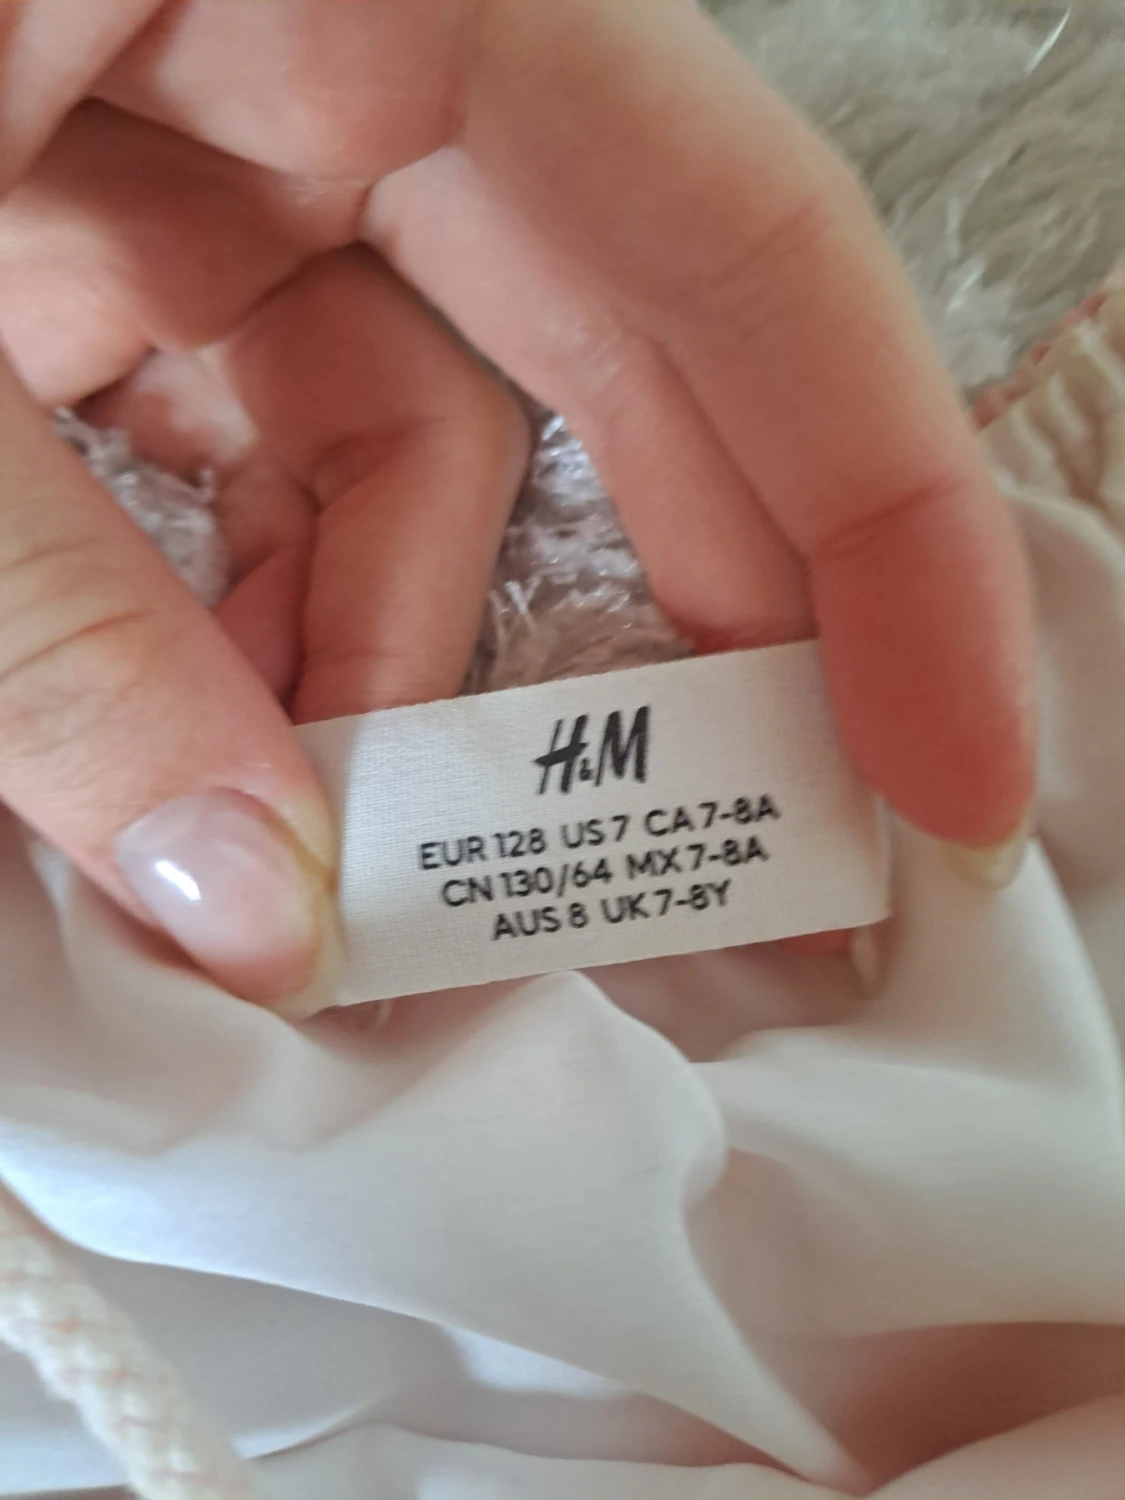 H&M
EUR 128 US 7 CA 7-8A
CN 130/64 MX 7-8A
AUS 8 UK 7-8Y